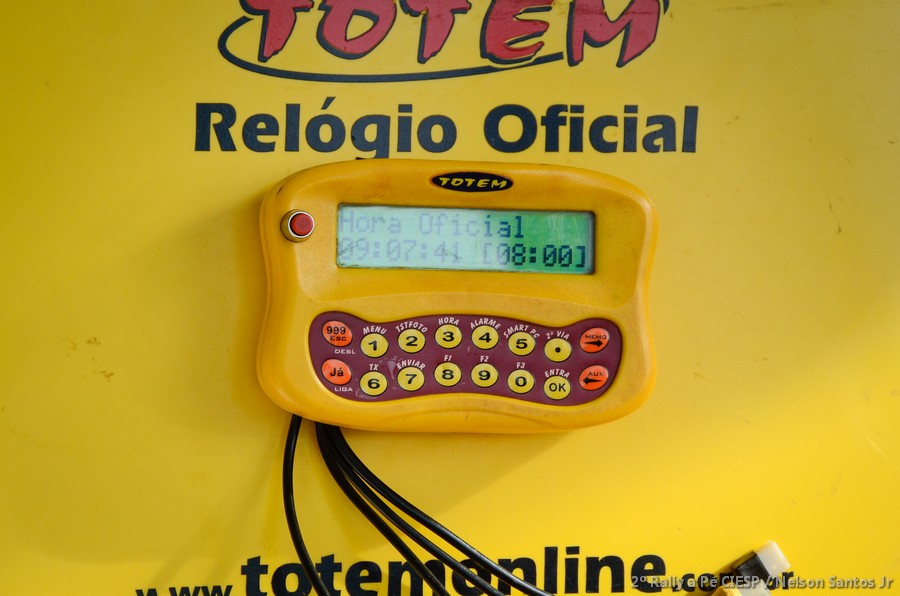 TOTEM
Relógio Oficial
TOTEM
Hora Oficial
09:07:41 [08:00]
MENU TSTFOTO HORA ALARME SMART PC 2ª VIA
999 ESC 1 2 3 4 5 • MEMO
DESL
TX ENVIAR F1 F2 F3 ENTRA
Já 6 7 8 9 0 OK AUX
LIGA
www.totemonline.co
2º Rally a Pé CIESP / Nelson Santos Jr